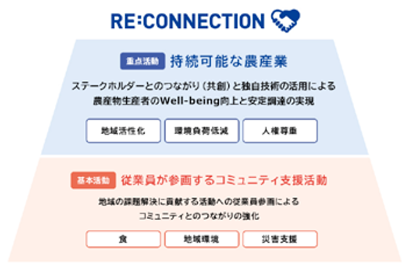 RE:CONNECTION
重点活動 持続可能な農産業
ステークホルダーとのつながり（共創）と独自技術の活用による
農産物生産者のWell-being向上と安定調達の実現
地域活性化 環境負荷低減 人権尊重
基本活動 従業員が参画するコミュニティ支援活動
地域の課題解決に貢献する活動への従業員参画による
コミュニティとのつながりの強化
食 地域環境 災害支援